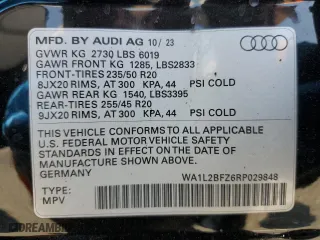 MFD. BY AUDI AG 10/ 23
GVWR KG 2730 LBS 6019
GAWR FRONT KG 1285, LBS2833
FRONT-TIRES 235/50 R20
8JX20 RIMS, AT 300 KPA, 44 PSI COLD
GAWR REAR KG 1540, LBS3395
REAR-TIRES 255/45 R20
9JX20 RIMS, AT 300 KPA, 44 PSI COLD
THIS VEHICLE CONFORMS TO ALL APPLICABLE
U.S. FEDERAL MOTOR VEHICLE SAFETY
STANDARDS IN EFFECT ON THE DATE OF
MANUFACTURE SHOWN ABOVE
GERMANY WA1L2BFZ6RP029848
TYPE:
MPV